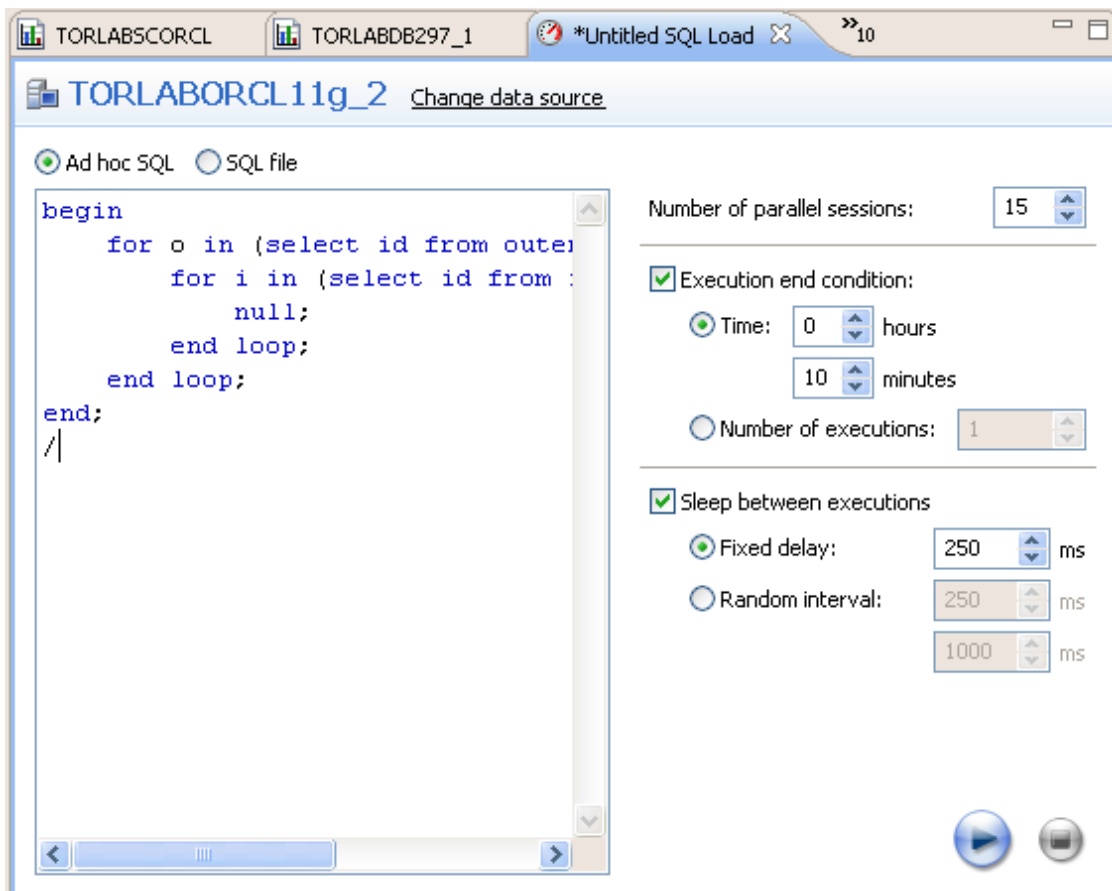 TORLABSCORCL TORLABDB297_1 *Untitled SQL Load »10
TORLABORCL11g_2 Change data source
Ad hoc SQL SQL file
begin
for o in (select id from outer
for i in (select id from
null;
end loop;
end loop;
end;
/
Number of parallel sessions: 15
Execution end condition:
Time: 0 hours
10 minutes
Number of executions: 1
Sleep between executions
Fixed delay: 250 ms
Random interval: 250 ms
1000 ms